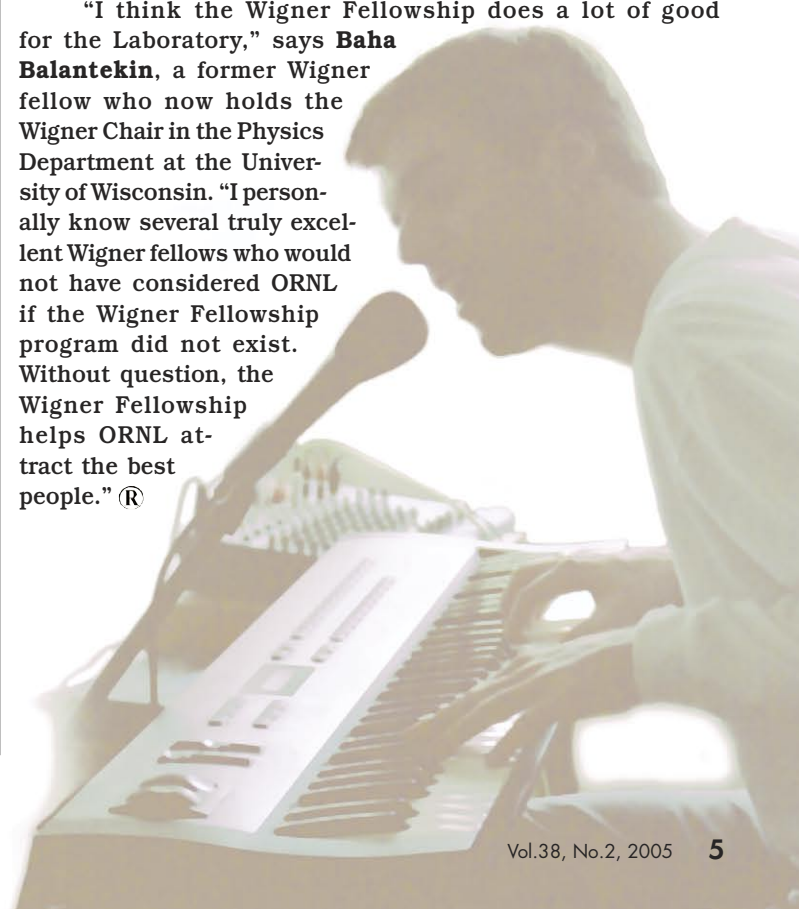 “I think the Wigner Fellowship does a lot of good
for the Laboratory,” says Baha
Balantekin, a former Wigner
fellow who now holds the
Wigner Chair in the Physics
Department at the Univer-
sity of Wisconsin. “I person-
ally know several truly excel-
lent Wigner fellows who would
not have considered ORNL
if the Wigner Fellowship
program did not exist.
Without question, the
Wigner Fellowship
helps ORNL at-
tract the best
people.” ®
Vol.38, No.2, 2005 5